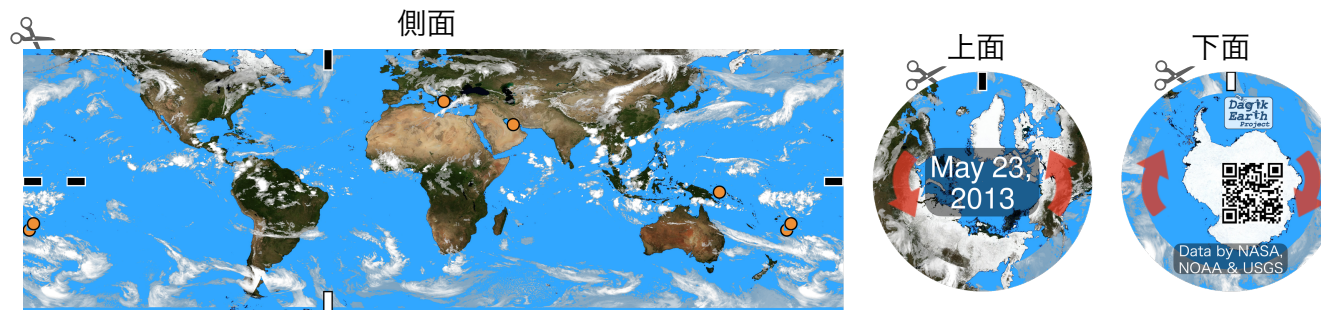 側面
上面
下面
May 23,
2013
Dagik
Earth
Project
Data by NASA,
NOAA & USGS